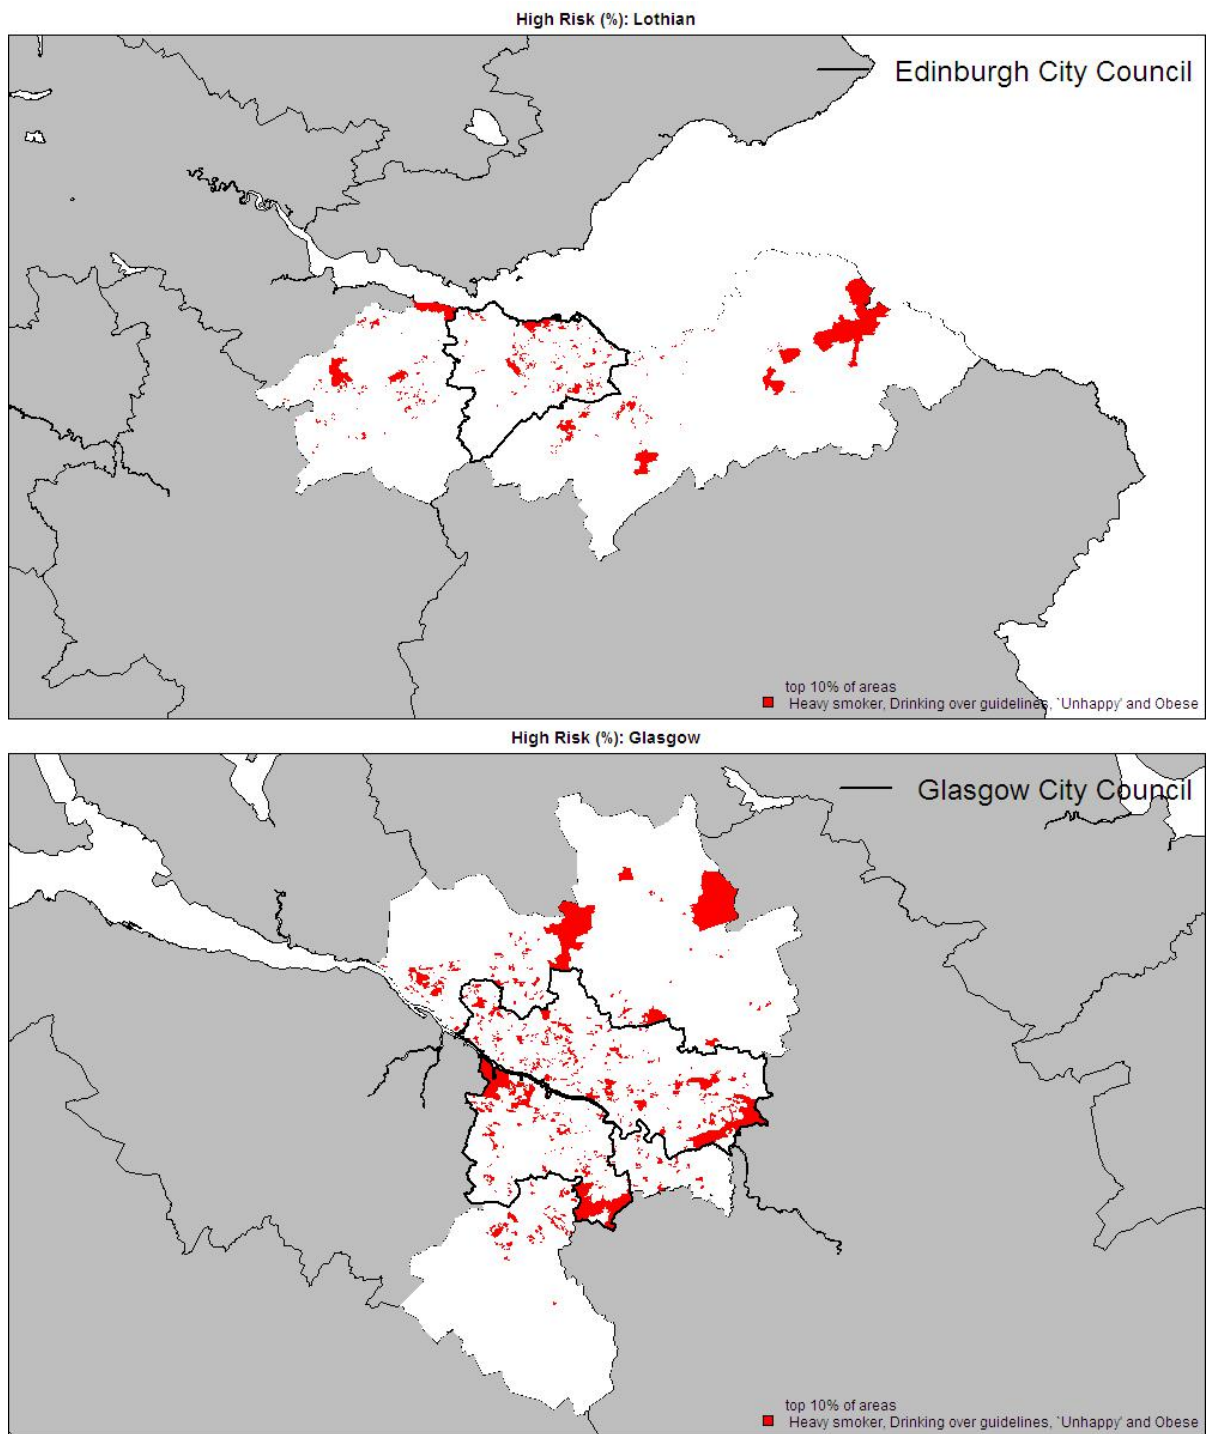 High Risk (%): Lothian
Edinburgh City Council
top 10% of areas
Heavy smoker, Drinking over guidelines, `Unhappy' and Obese
High Risk (%): Glasgow
Glasgow City Council
top 10% of areas
Heavy smoker, Drinking over guidelines, `Unhappy' and Obese